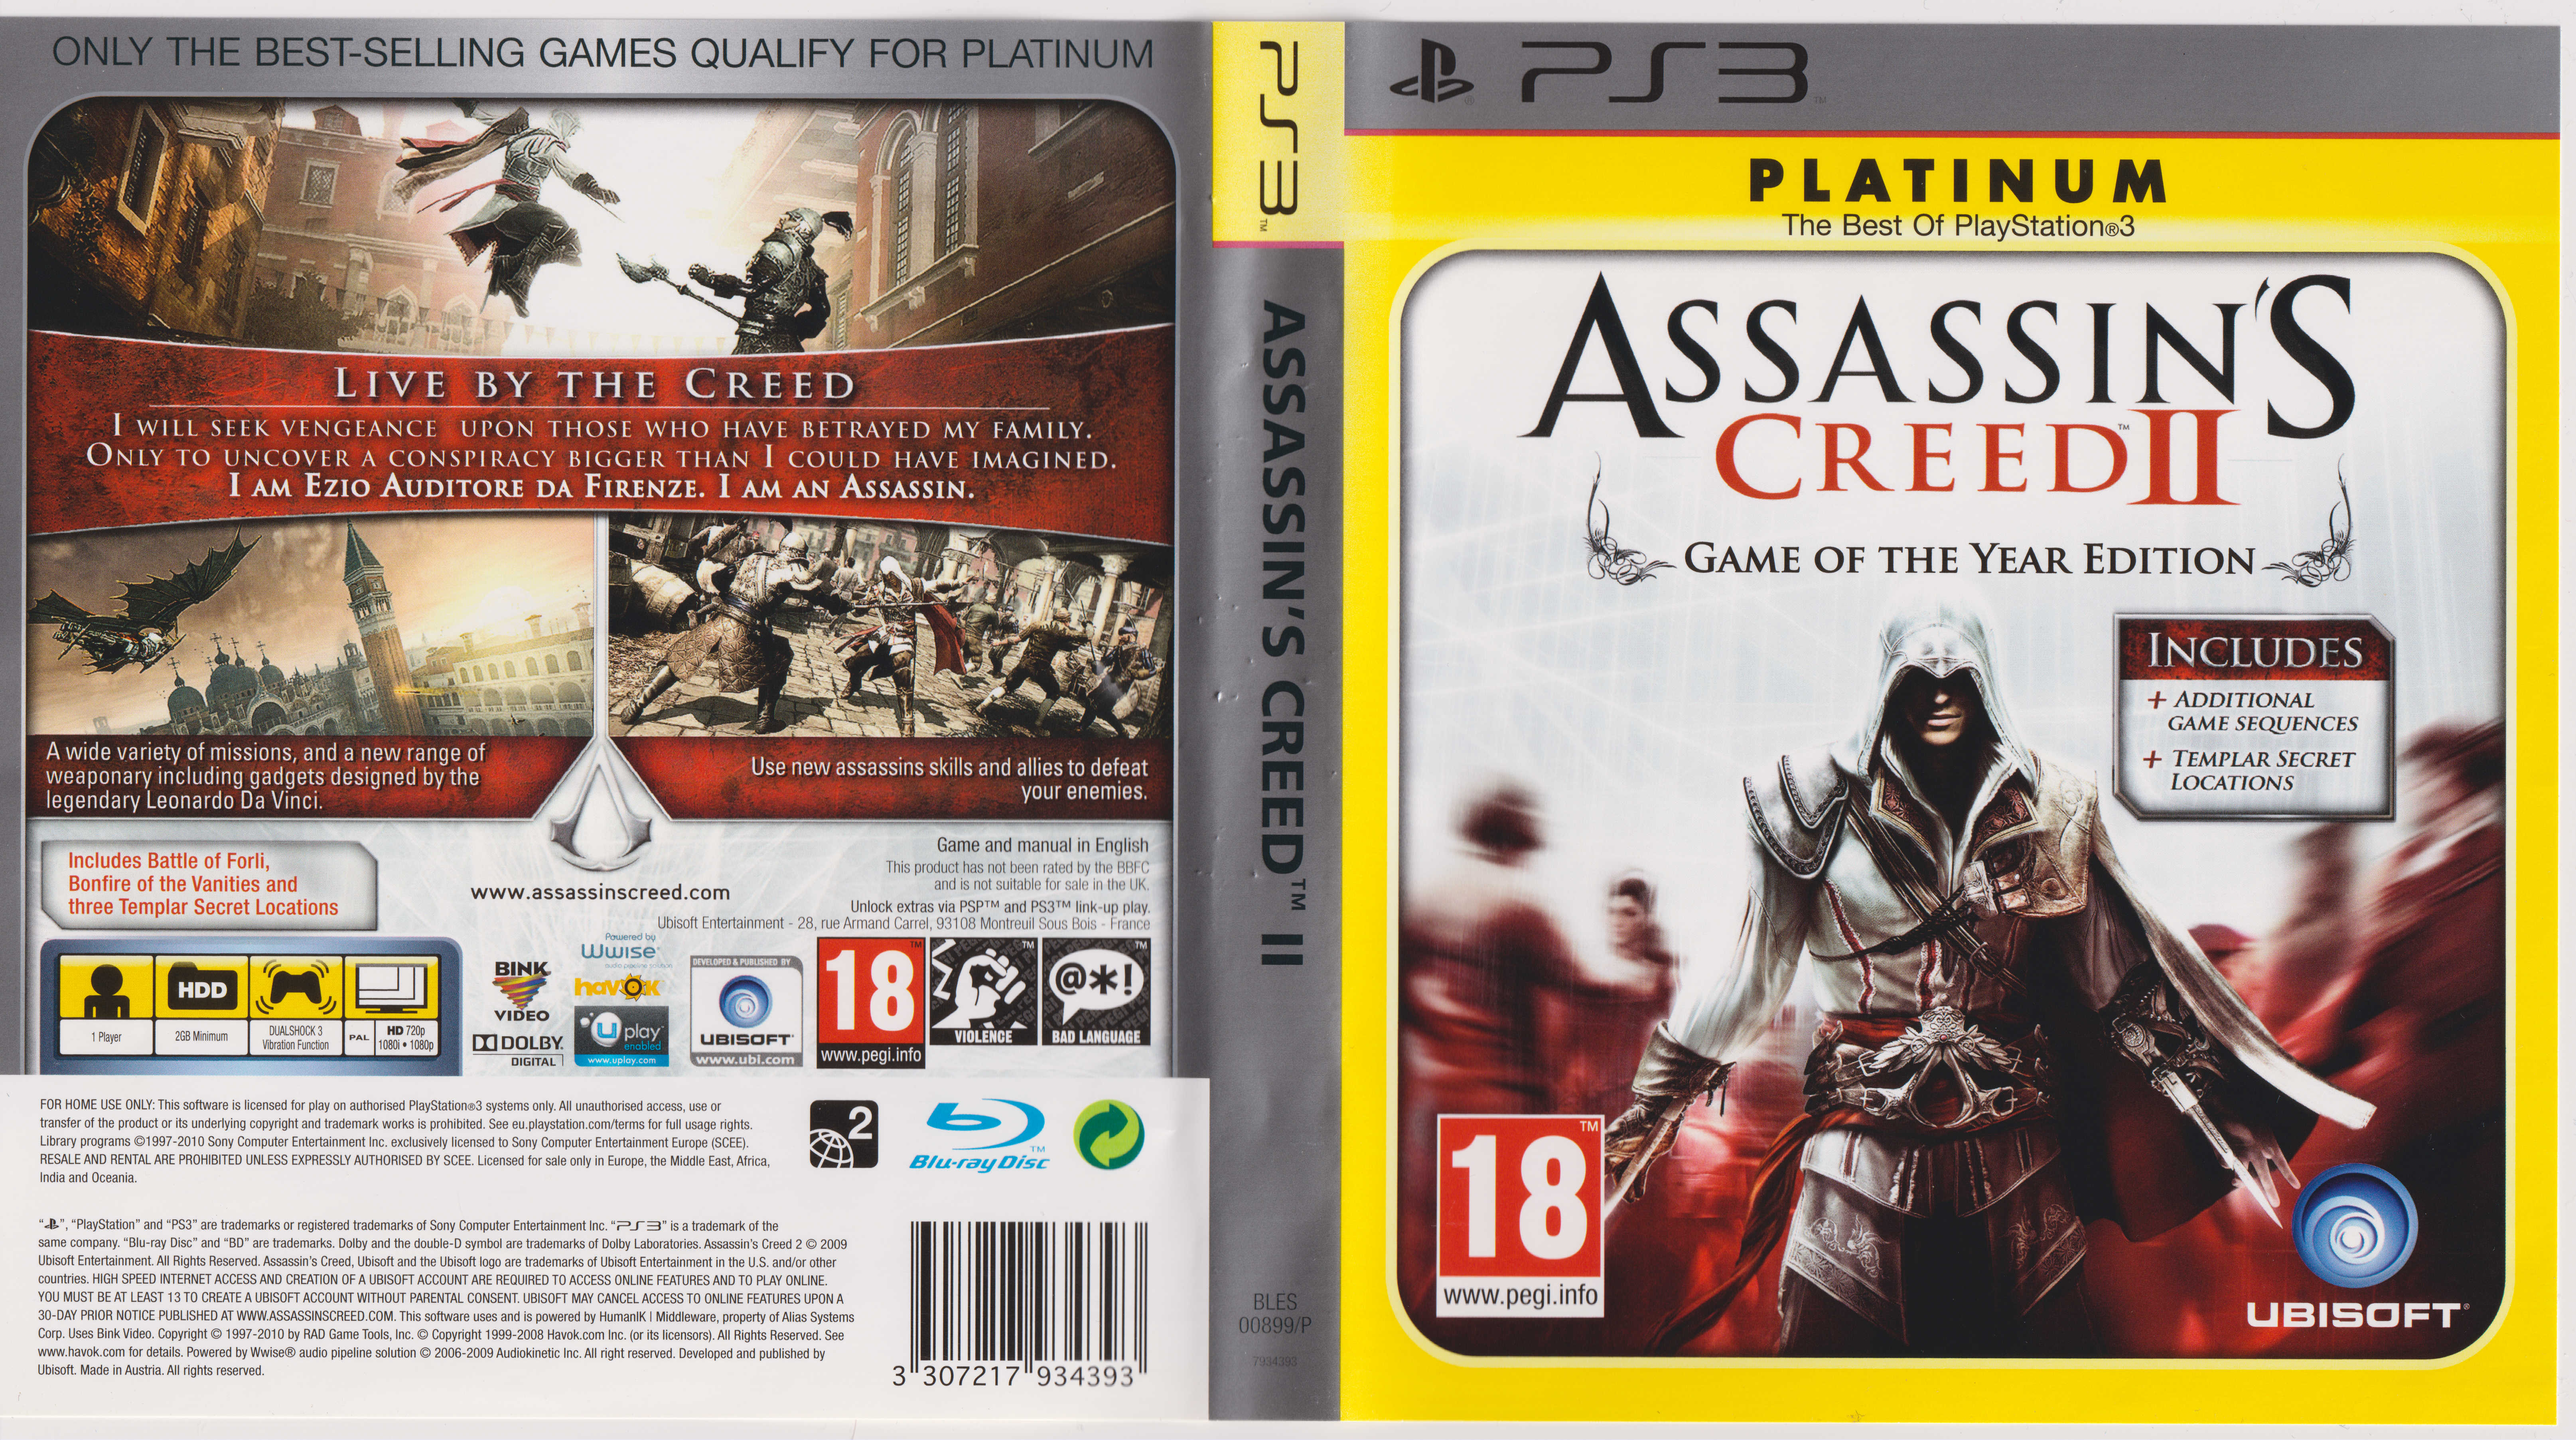 ONLY THE BEST-SELLING GAMES QUALIFY FOR PLATINUM
LIVE BY THE CREED
I WILL SEEK VENGEANCE UPON THOSE WHO HAVE BETRAYED MY FAMILY.
ONLY TO UNCOVER A CONSPIRACY BIGGER THAN I COULD HAVE IMAGINED.
I AM EZIO AUDITORE DA FIRENZE. I AM AN ASSASSIN.
A wide variety of missions, and a new range of
weaponary including gadgets designed by the
legendary Leonardo Da Vinci.
Use new assassins skills and allies to defeat
your enemies.
Includes Battle of Forli,
Bonfire of the Vanities and
three Templar Secret Locations
www.assassinscreed.com
Game and manual in English
This product has not been rated by the BBFC
and is not suitable for sale in the UK.
Unlock extras via PSP™ and PS3™ link-up play.
Ubisoft Entertainment - 28, rue Armand Carrel, 93108 Montreuil Sous Bois - France
HDD
1 Player
2GB Minimum
DUALSHOCK 3
Vibration Function
PAL
HD 720p
1080i • 1080p
BINK
VIDEO
DOLBY
DIGITAL
Powered by
Wwise
audio pipeline solution
havok
U play
enabled
www.uplay.com
DEVELOPED & PUBLISHED BY
UBISOFT
www.ubi.com
18™
www.pegi.info
™
VIOLENCE
™
@*!
BAD LANGUAGE
FOR HOME USE ONLY: This software is licensed for play on authorised PlayStation®3 systems only. All unauthorised access, use or
transfer of the product or its underlying copyright and trademark works is prohibited. See eu.playstation.com/terms for full usage rights.
Library programs ©1997-2010 Sony Computer Entertainment Inc. exclusively licensed to Sony Computer Entertainment Europe (SCEE).
RESALE AND RENTAL ARE PROHIBITED UNLESS EXPRESSLY AUTHORISED BY SCEE. Licensed for sale only in Europe, the Middle East, Africa,
India and Oceania.
2
Blu-ray Disc™
“PS”, “PlayStation” and “PS3” are trademarks or registered trademarks of Sony Computer Entertainment Inc. “PS3” is a trademark of the
same company. “Blu-ray Disc” and “BD” are trademarks. Dolby and the double-D symbol are trademarks of Dolby Laboratories. Assassin’s Creed 2 © 2009
Ubisoft Entertainment. All Rights Reserved. Assassin’s Creed, Ubisoft and the Ubisoft logo are trademarks of Ubisoft Entertainment in the U.S. and/or other
countries. HIGH SPEED INTERNET ACCESS AND CREATION OF A UBISOFT ACCOUNT ARE REQUIRED TO ACCESS ONLINE FEATURES AND TO PLAY ONLINE.
YOU MUST BE AT LEAST 13 TO CREATE A UBISOFT ACCOUNT WITHOUT PARENTAL CONSENT. UBISOFT MAY CANCEL ACCESS TO ONLINE FEATURES UPON A
30-DAY PRIOR NOTICE PUBLISHED AT WWW.ASSASSINSCREED.COM. This software uses and is powered by HumanIK | Middleware, property of Alias Systems
Corp. Uses Bink Video. Copyright © 1997-2010 by RAD Game Tools, Inc. © Copyright 1999-2008 Havok.com Inc. (or its licensors). All Rights Reserved. See
www.havok.com for details. Powered by Wwise® audio pipeline solution © 2006-2009 Audiokinetic Inc. All right reserved. Developed and published by
Ubisoft. Made in Austria. All rights reserved.
3 307217 934393
PS3™
ASSASSIN’S CREED™ II
BLES
00899/P
7934393
PS3™
PLATINUM
The Best Of PlayStation®3
ASSASSIN'S
CREED™ II
GAME OF THE YEAR EDITION
INCLUDES
+ ADDITIONAL
GAME SEQUENCES
+ TEMPLAR SECRET
LOCATIONS
18™
www.pegi.info
UBISOFT®